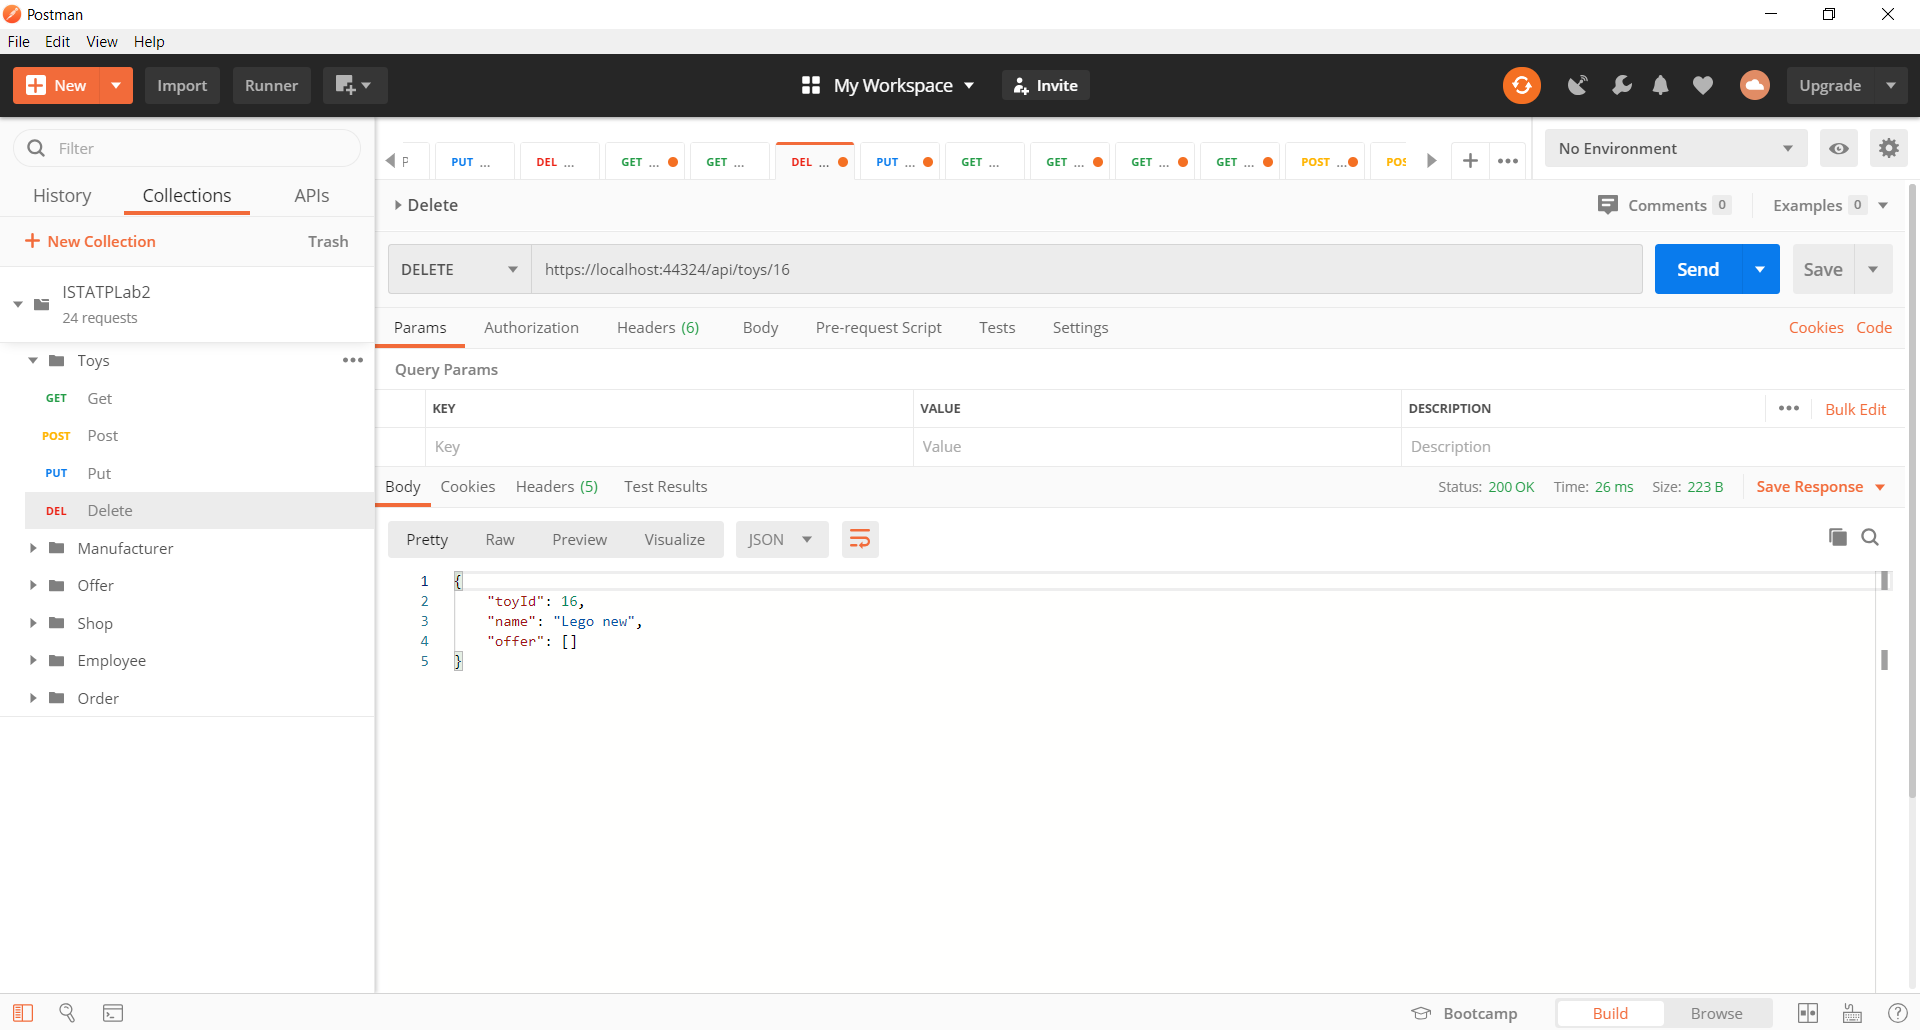 Postman
File Edit View Help
New Import Runner My Workspace Invite Upgrade
Filter
History Collections APIs
New Collection Trash
ISTATPLab2
24 requests
Toys
GET Get
POST Post
PUT Put
DEL Delete
Manufacturer
Offer
Shop
Employee
Order
P PUT ... DEL ... GET ... GET ... DEL ... PUT ... GET ... GET ... GET ... GET ... POST ... POS
No Environment
Delete Comments 0 Examples 0
DELETE https://localhost:44324/api/toys/16 Send Save
Params Authorization Headers (6) Body Pre-request Script Tests Settings Cookies Code
Query Params
KEY VALUE DESCRIPTION Bulk Edit
Key Value Description
Body Cookies Headers (5) Test Results Status: 200 OK Time: 26 ms Size: 223 B Save Response
Pretty Raw Preview Visualize JSON
1 {
2 "toyId": 16,
3 "name": "Lego new",
4 "offer": []
5 }
Bootcamp Build Browse